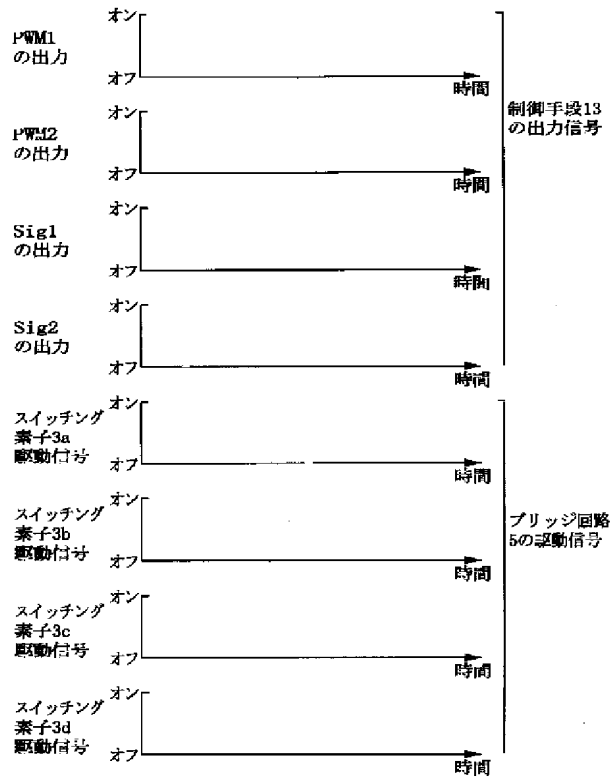 オン
PWM1
の出力
オフ
時間
オン
PWM2
の出力
オフ
時間
オン
Sig1
の出力
オフ
時間
オン
Sig2
の出力
オフ
時間
制御手段13
の出力信号
オン
スイッチング
素子3a
駆動信号
オフ
時間
オン
スイッチング
素子3b
駆動信号
オフ
時間
オン
スイッチング
素子3c
駆動信号
オフ
時間
オン
スイッチング
素子3d
駆動信号
オフ
時間
ブリッジ回路
5の駆動信号